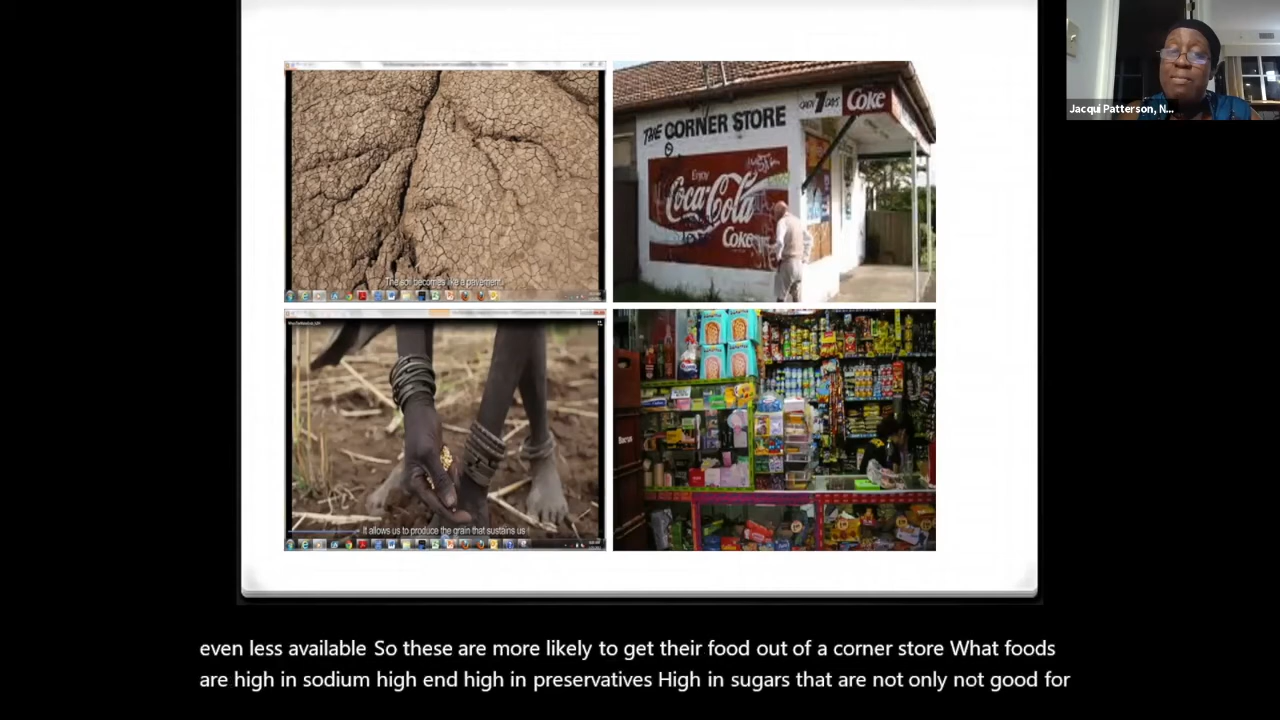 Jacqui Patterson, N...
THE CORNER STORE
OPEN 7 DAYS
Coke
Enjoy
Coca-Cola
Coke
The soil becomes like a pavement.
It allows us to produce the grain that sustains us
even less available So these are more likely to get their food out of a corner store What foods
are high in sodium high end high in preservatives High in sugars that are not only not good for